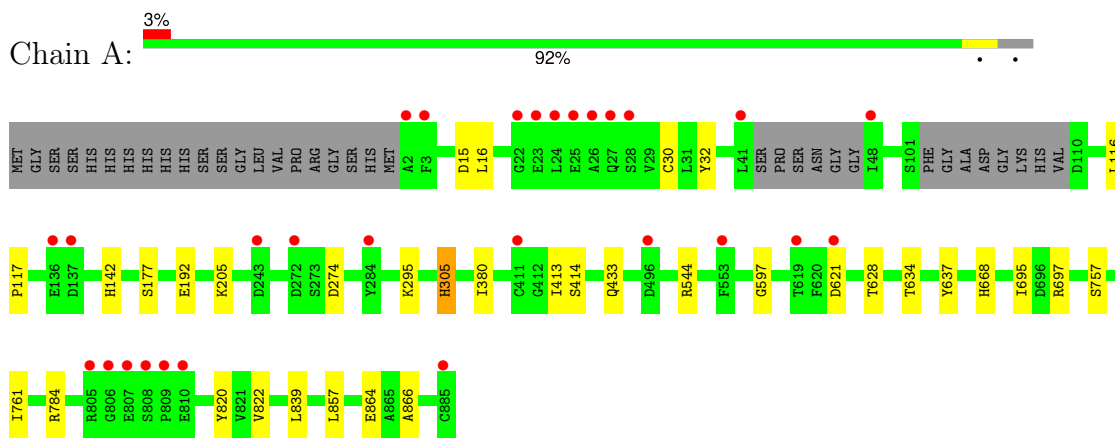 3%
Chain A:
92%
MET GLY SER SER HIS HIS HIS HIS HIS HIS HIS HIS SER SER GLY LEU VAL PRO ARG GLY SER HIS MET A2 F3 D15 L16 G22 E23 L24 E25 A26 Q27 S28 V29 C30 L31 Y32 L41 SER PRO SER ASN GLY GLY I48 S101 PHE GLY ALA ASP GLY LYS HIS VAL D110 L116
P117 E136 D137 H142 S177 E192 K205 D243 D272 S273 D274 Y284 K295 H305 I380 C411 G412 I413 S414 Q433 D496 R544 F553 G597 T619 F620 D621 T628 T634 Y637 H668 I695 D696 R697 S757
I761 R784 R805 G806 E807 S808 P809 E810 Y820 V821 V822 L839 L857 E864 A865 A866 C885